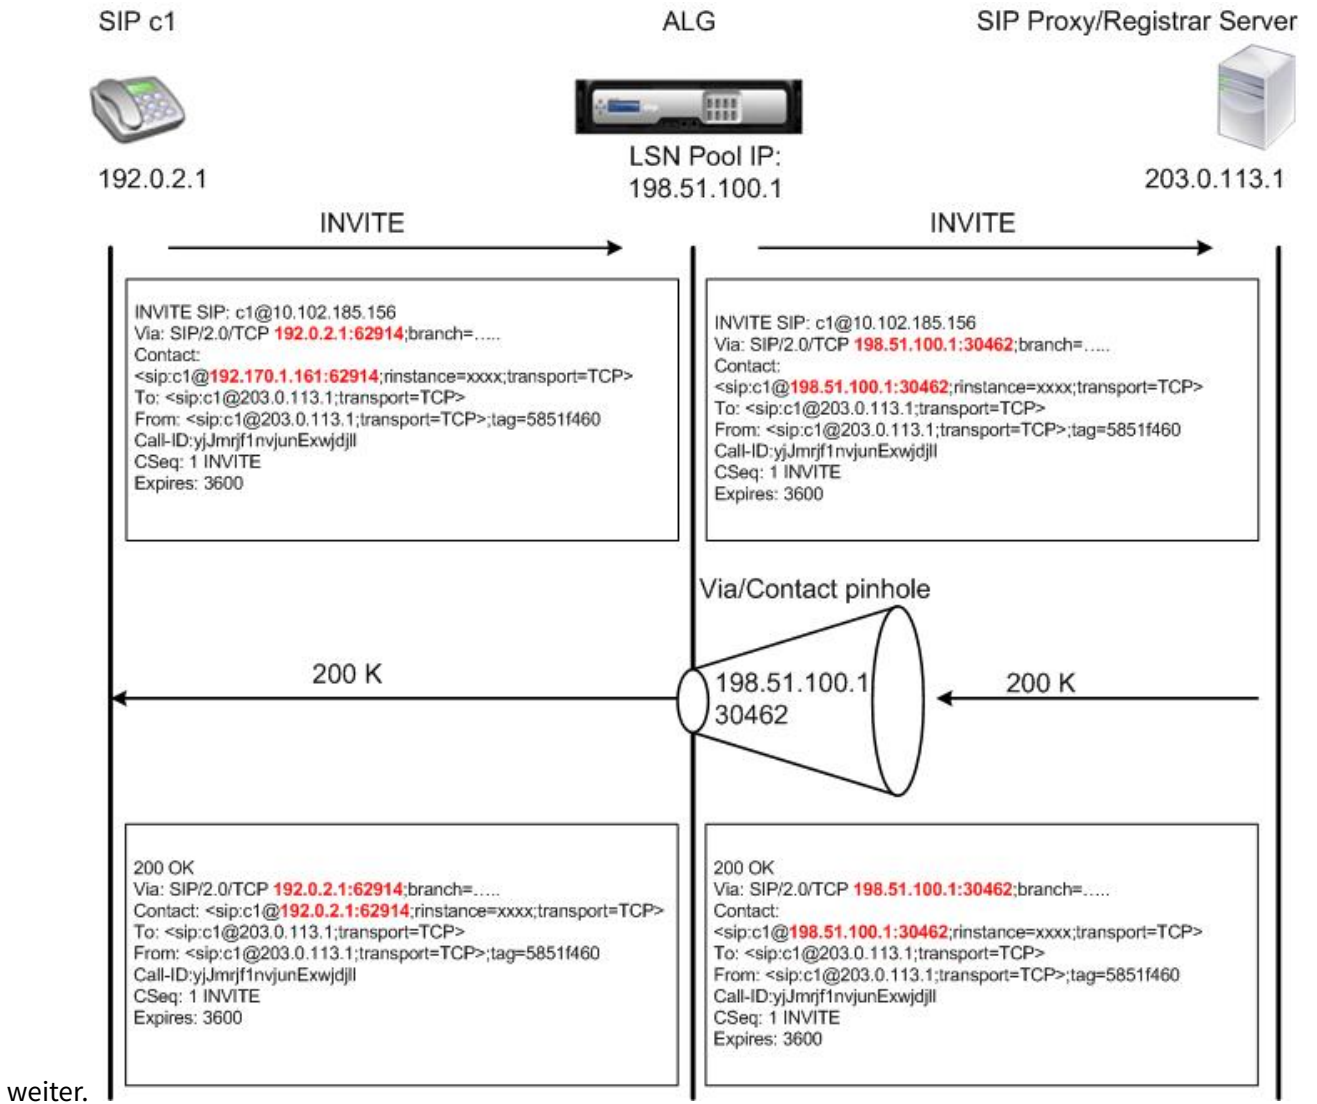 SIP c1
ALG
SIP Proxy/Registrar Server
192.0.2.1
LSN Pool IP:
198.51.100.1
203.0.113.1
INVITE
INVITE
INVITE SIP: c1@10.102.185.156
Via: SIP/2.0/TCP 192.0.2.1:62914;branch=…..
Contact:
<sip:c1@192.170.1.161:62914;rinstance=xxxx;transport=TCP>
To: <sip:c1@203.0.113.1;transport=TCP>
From: <sip:c1@203.0.113.1;transport=TCP>;tag=5851f460
Call-ID:yjJmrjf1nvjunExwjdjll
CSeq: 1 INVITE
Expires: 3600
INVITE SIP: c1@10.102.185.156
Via: SIP/2.0/TCP 198.51.100.1:30462;branch=…..
Contact:
<sip:c1@198.51.100.1:30462;rinstance=xxxx;transport=TCP>
To: <sip:c1@203.0.113.1;transport=TCP>
From: <sip:c1@203.0.113.1;transport=TCP>;tag=5851f460
Call-ID:yjJmrjf1nvjunExwjdjll
CSeq: 1 INVITE
Expires: 3600
Via/Contact pinhole
200 K
198.51.100.1
30462
200 K
200 OK
Via: SIP/2.0/TCP 192.0.2.1:62914;branch=…..
Contact: <sip:c1@192.0.2.1:62914;rinstance=xxxx;transport=TCP>
To: <sip:c1@203.0.113.1;transport=TCP>
From: <sip:c1@203.0.113.1;transport=TCP>;tag=5851f460
Call-ID:yjJmrjf1nvjunExwjdjll
CSeq: 1 INVITE
Expires: 3600
200 OK
Via: SIP/2.0/TCP 198.51.100.1:30462;branch=…..
Contact:
<sip:c1@198.51.100.1:30462;rinstance=xxxx;transport=TCP>
To: <sip:c1@203.0.113.1;transport=TCP>
From: <sip:c1@203.0.113.1;transport=TCP>;tag=5851f460
Call-ID:yjJmrjf1nvjunExwjdjll
CSeq: 1 INVITE
Expires: 3600
weiter.